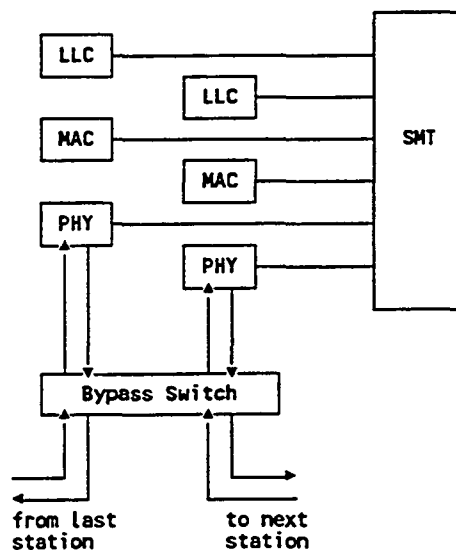 LLC
LLC
MAC
SMT
MAC
PHY
PHY
Bypass Switch
from last
station
to next
station